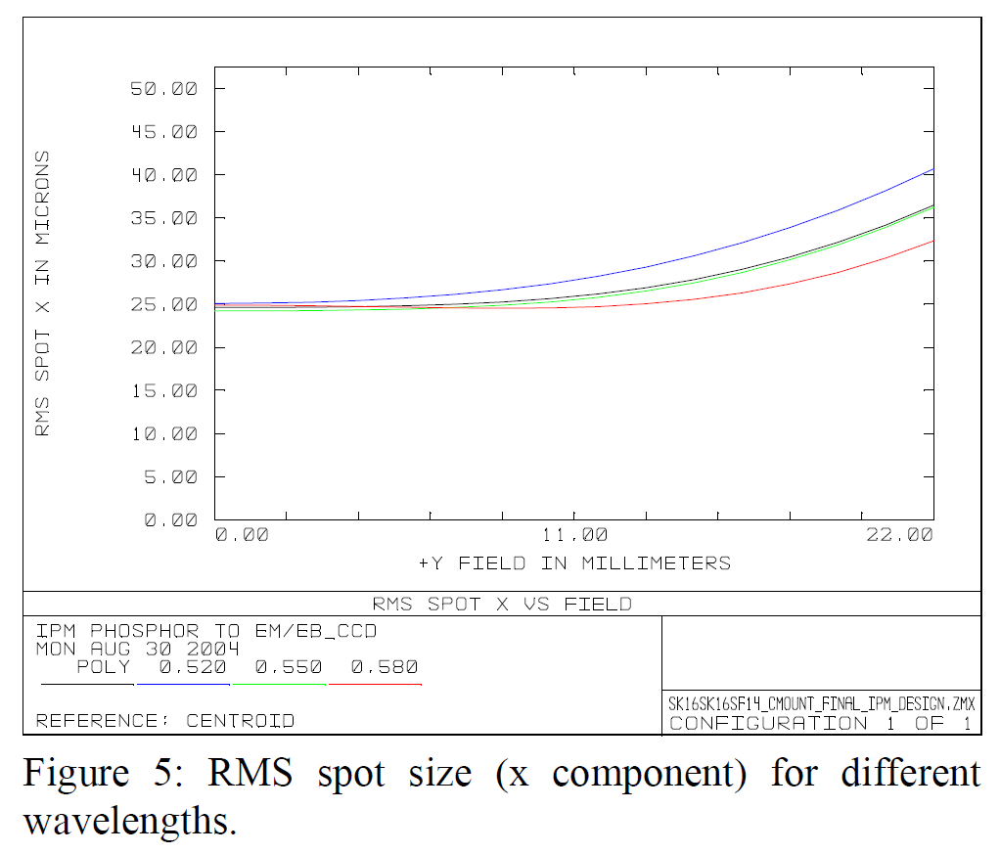 50.00
45.00
40.00
35.00
30.00
25.00
20.00
15.00
10.00
5.00
0.00
RMS SPOT X IN MICRONS
0.00 11.00 22.00
+Y FIELD IN MILLIMETERS
RMS SPOT X VS FIELD
IPM PHOSPHOR TO EM/EB_CCD
MON AUG 30 2004
POLY 0.520 0.550 0.580
REFERENCE: CENTROID
SK16SK16SF14_CMOUNT_FINAL_IPM_DESIGN.ZMX
CONFIGURATION 1 OF 1
Figure 5: RMS spot size (x component) for different
wavelengths.